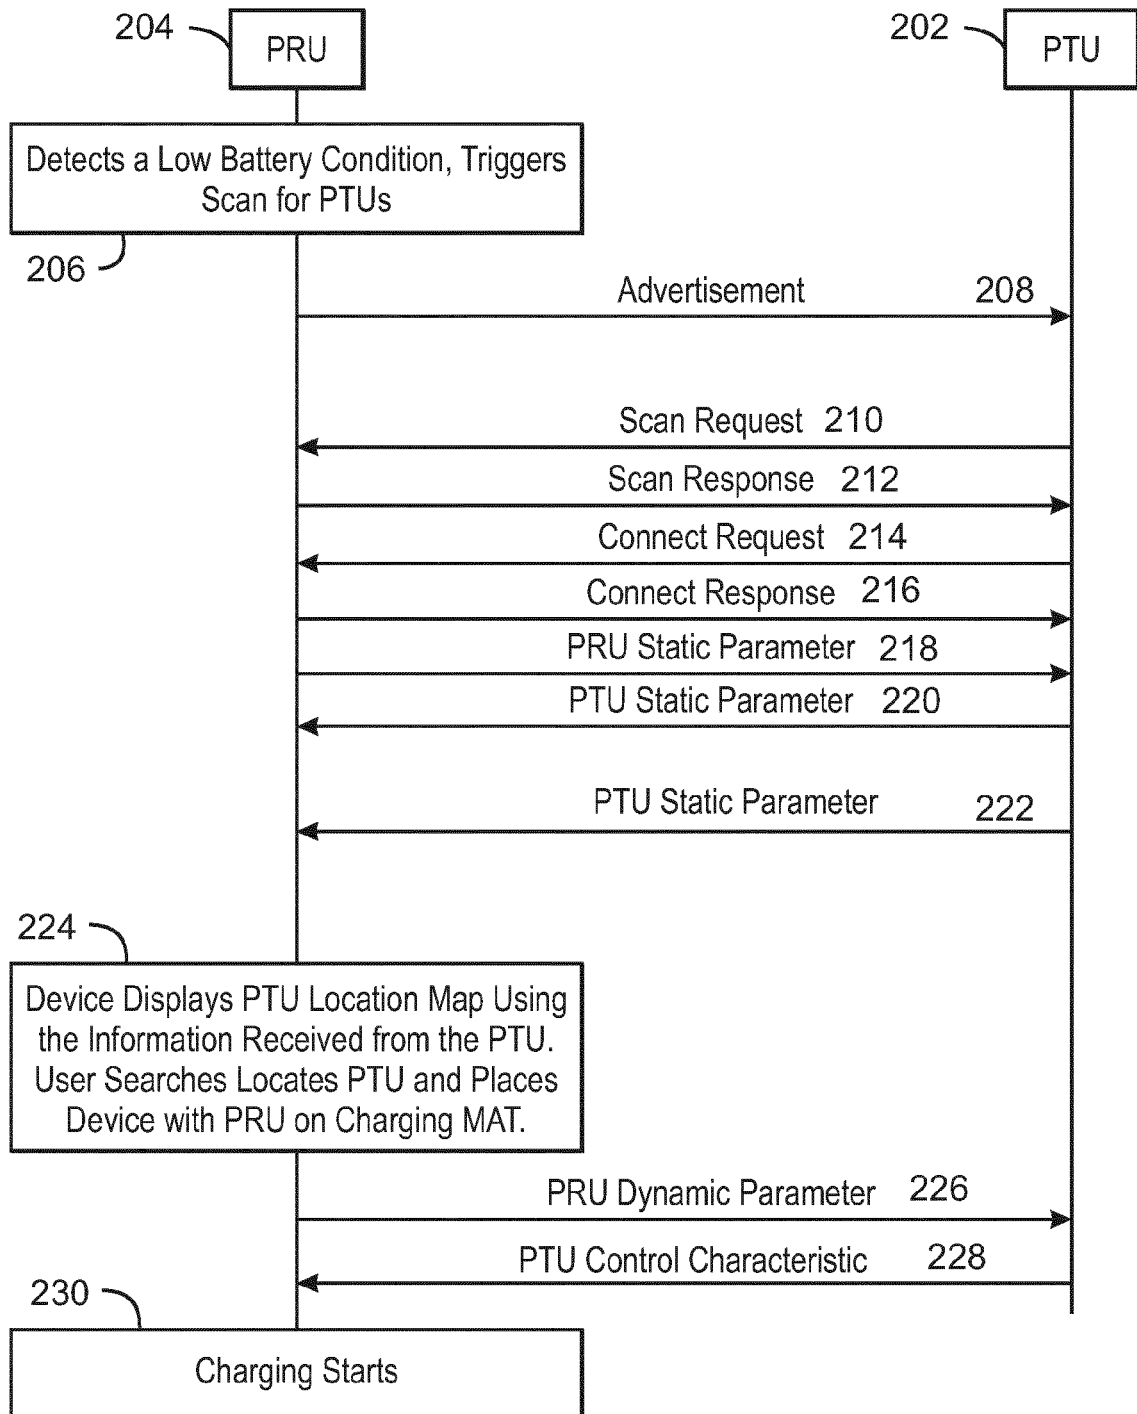 204
PRU
202
PTU
Detects a Low Battery Condition, Triggers
Scan for PTUs
206
Advertisement 208
Scan Request 210
Scan Response 212
Connect Request 214
Connect Response 216
PRU Static Parameter 218
PTU Static Parameter 220
PTU Static Parameter 222
224
Device Displays PTU Location Map Using
the Information Received from the PTU.
User Searches Locates PTU and Places
Device with PRU on Charging MAT.
PRU Dynamic Parameter 226
PTU Control Characteristic 228
230
Charging Starts